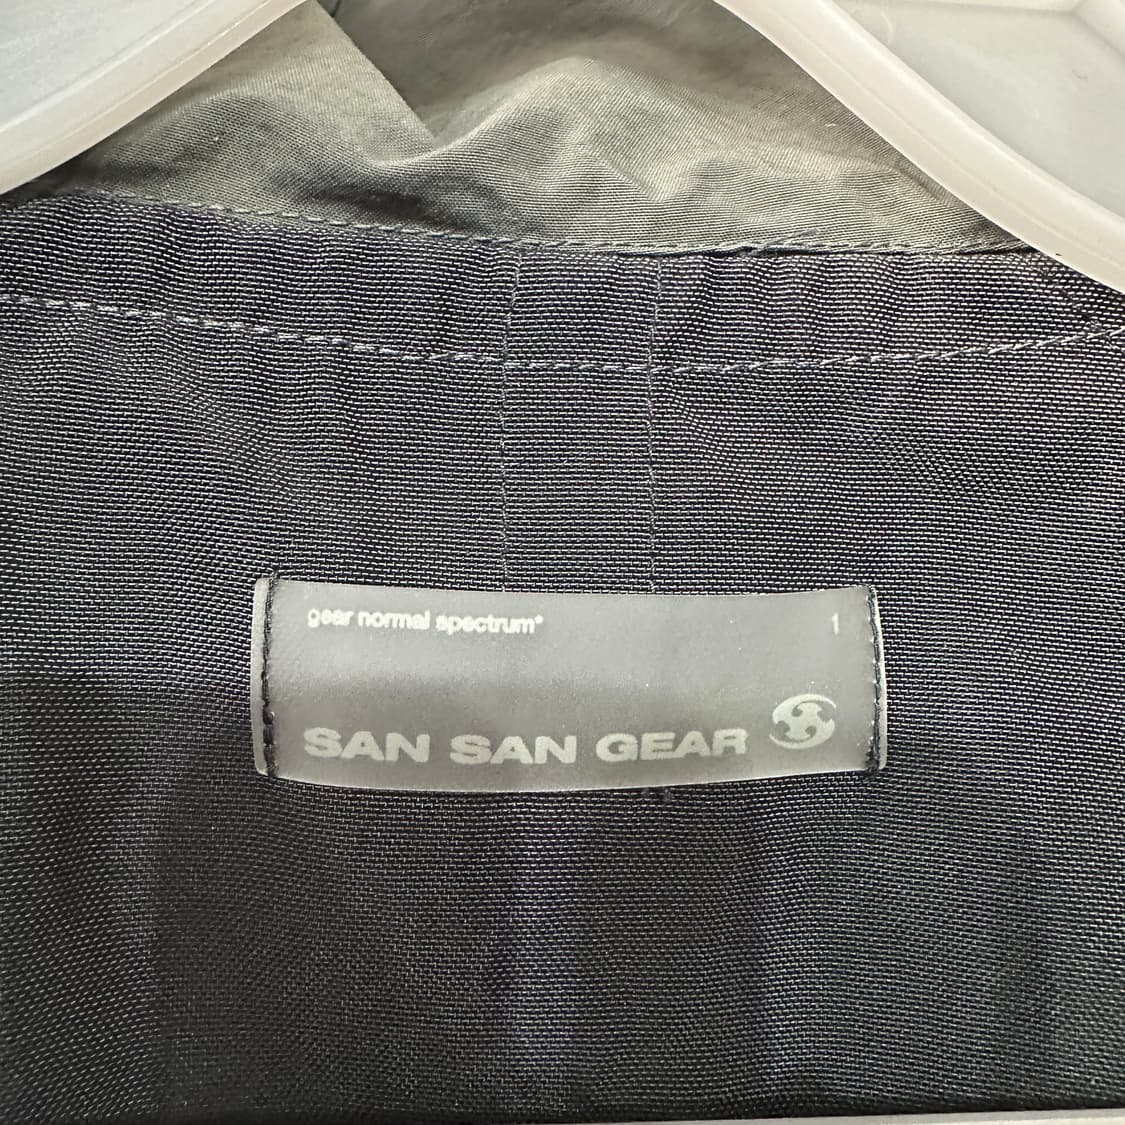 gear normal spectrum*
1
SAN SAN GEAR